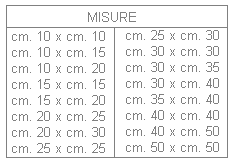 MISURE
cm. 10 x cm. 10
cm. 10 x cm. 15
cm. 10 x cm. 20
cm. 15 x cm. 15
cm. 15 x cm. 20
cm. 20 x cm. 25
cm. 20 x cm. 30
cm. 25 x cm. 25
cm. 25 x cm. 30
cm. 30 x cm. 30
cm. 30 x cm. 35
cm. 30 x cm. 40
cm. 35 x cm. 40
cm. 40 x cm. 40
cm. 40 x cm. 50
cm. 50 x cm. 50